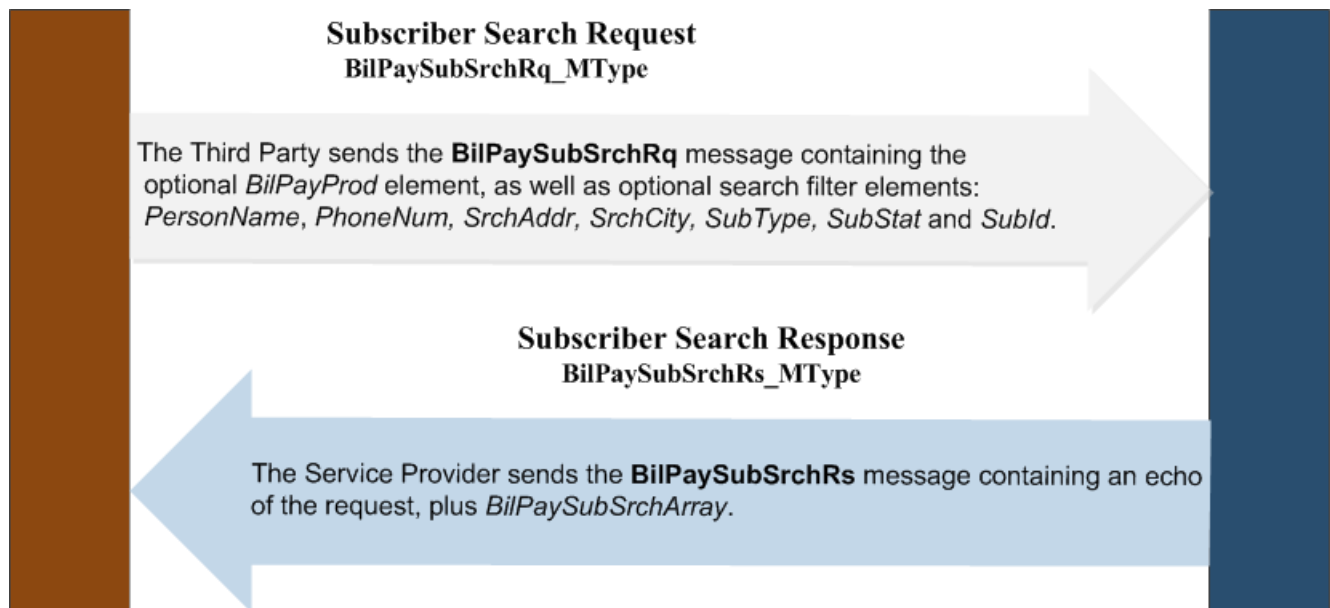 Subscriber Search Request
BilPaySubSrchRq_MType
The Third Party sends the BilPaySubSrchRq message containing the
optional BilPayProd element, as well as optional search filter elements:
PersonName, PhoneNum, SrchAddr, SrchCity, SubType, SubStat and SubId.
Subscriber Search Response
BilPaySubSrchRs_MType
The Service Provider sends the BilPaySubSrchRs message containing an echo
of the request, plus BilPaySubSrchArray.